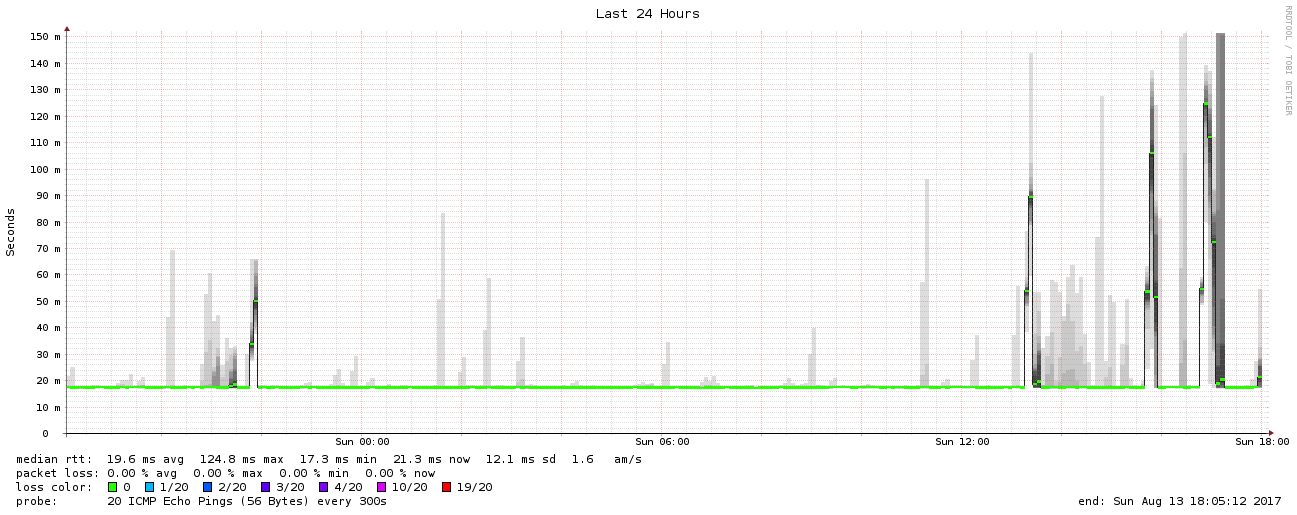 Last 24 Hours
RRDTOOL / TOBI OETIKER
Seconds
150 m
140 m
130 m
120 m
110 m
100 m
90 m
80 m
70 m
60 m
50 m
40 m
30 m
20 m
10 m
0
Sun 00:00 Sun 06:00 Sun 12:00 Sun 18:00
median rtt: 19.6 ms avg 124.8 ms max 17.3 ms min 21.3 ms now 12.1 ms sd 1.6 am/s
packet loss: 0.00 % avg 0.00 % max 0.00 % min 0.00 % now
loss color: 0 1/20 2/20 3/20 4/20 10/20 19/20
probe: 20 ICMP Echo Pings (56 Bytes) every 300s end: Sun Aug 13 18:05:12 2017